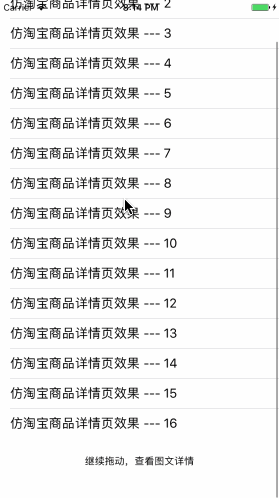 仿淘宝商品详情页效果 --- 2
8:14 PM
仿淘宝商品详情页效果 --- 3
仿淘宝商品详情页效果 --- 4
仿淘宝商品详情页效果 --- 5
仿淘宝商品详情页效果 --- 6
仿淘宝商品详情页效果 --- 7
仿淘宝商品详情页效果 --- 8
仿淘宝商品详情页效果 --- 9
仿淘宝商品详情页效果 --- 10
仿淘宝商品详情页效果 --- 11
仿淘宝商品详情页效果 --- 12
仿淘宝商品详情页效果 --- 13
仿淘宝商品详情页效果 --- 14
仿淘宝商品详情页效果 --- 15
仿淘宝商品详情页效果 --- 16
继续拖动，查看图文详情